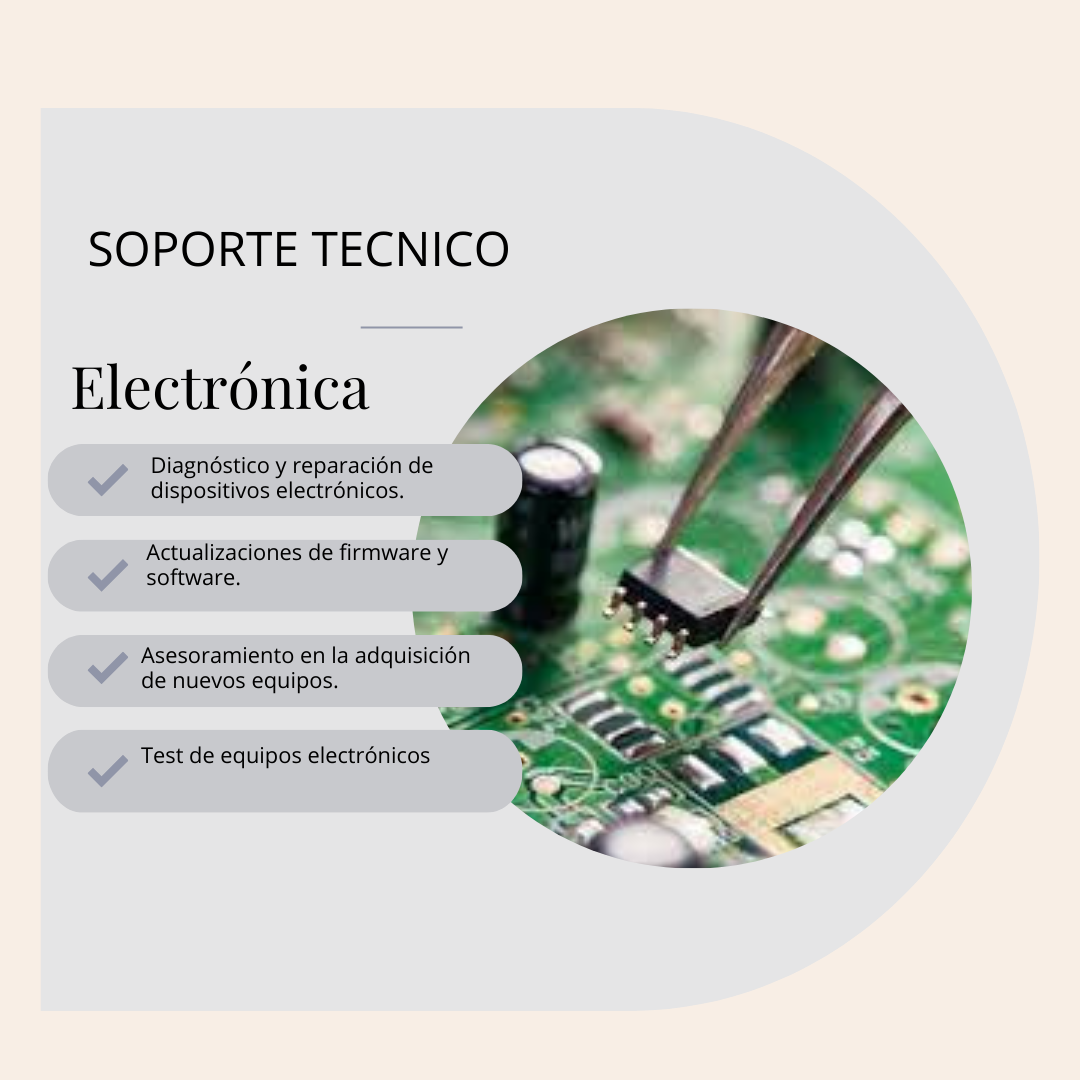 SOPORTE TECNICO
Electrónica
Diagnóstico y reparación de
dispositivos electrónicos.
Actualizaciones de firmware y
software.
Asesoramiento en la adquisición
de nuevos equipos.
Test de equipos electrónicos